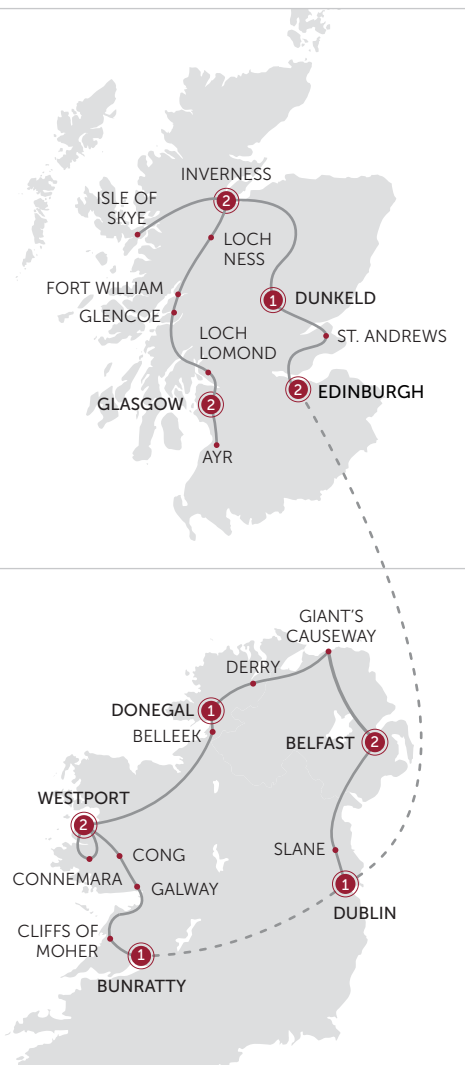 INVERNESS
2
ISLE OF
SKYE
LOCH
NESS
FORT WILLIAM
GLENCOE
1
DUNKELD
ST. ANDREWS
LOCH
LOMOND
2
EDINBURGH
GLASGOW
2
AYR
GIANT'S
CAUSEWAY
DERRY
DONEGAL
1
BELLEEK
BELFAST
2
WESTPORT
2
CONG
CONNEMARA
GALWAY
SLANE
1
DUBLIN
CLIFFS OF
MOHER
1
BUNRATTY